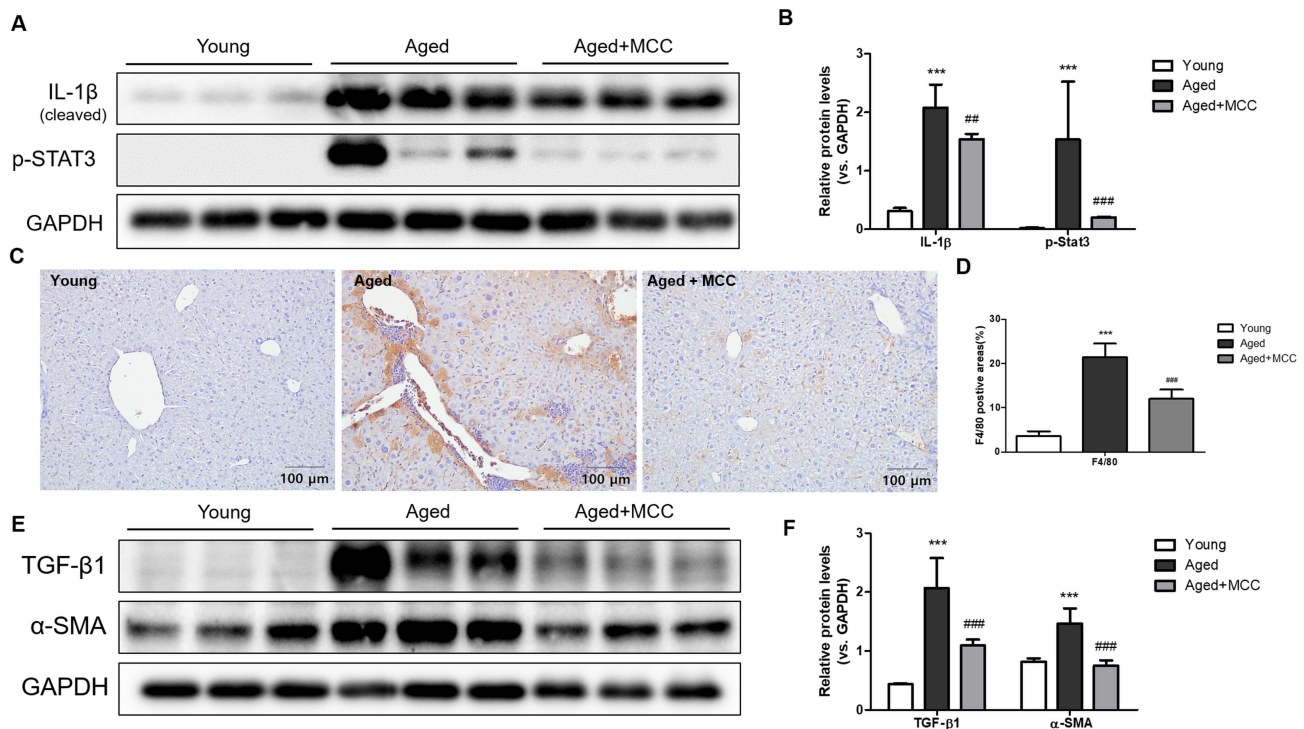 A
Young Aged Aged+MCC
IL-1β
(cleaved)
p-STAT3
GAPDH
B
Relative protein levels
(vs. GAPDH)
3
2
1
0
*** ## *** ###
IL-1β p-Stat3
Young
Aged
Aged+MCC
C
Young
100 µm
Aged
100 µm
Aged + MCC
100 µm
D
F4/80 postive areas(%)
30
20
10
0
*** ###
F4/80
Young
Aged
Aged+MCC
E
Young Aged Aged+MCC
TGF-β1
α-SMA
GAPDH
F
Relative protein levels
(vs. GAPDH)
3
2
1
0
*** ### *** ###
TGF-β1 α-SMA
Young
Aged
Aged+MCC